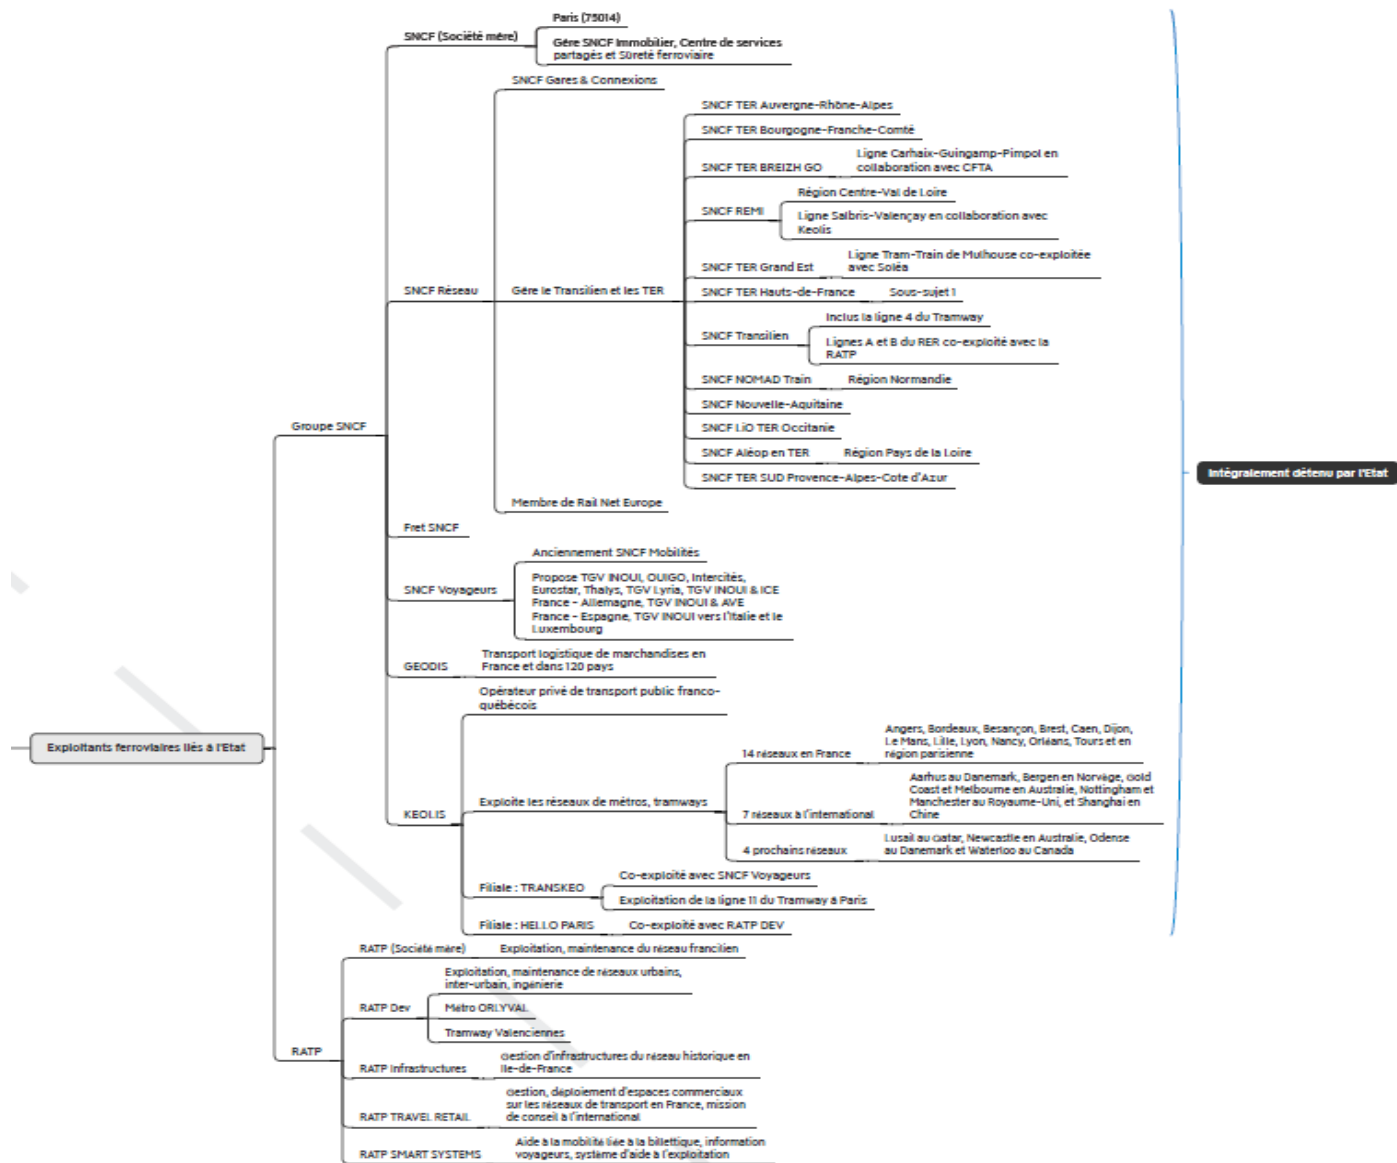 Paris (75014)
SNCF (Société mère)
Gère SNCF Immobilier, Centre de services
partagés et Sûreté ferroviaire
SNCF Gares & Connexions
SNCF TER Auvergne-Rhône-Alpes
SNCF TER Bourgogne-Franche-Comté
SNCF TER BREIZH GO
Ligne Carhaix-Guingamp-Pimpol en
collaboration avec CFTA
SNCF REMI
Région Centre-Val de Loire
Ligne Salbris-Valençay en collaboration avec
Keolis
SNCF TER Grand Est
Ligne Tram-Train de Mulhouse co-exploitée
avec Soléa
SNCF Réseau
Gère le Transilien et les TER
SNCF TER Hauts-de-France
Sous-sujet 1
SNCF Transilien
Inclus la ligne 4 du Tramway
Lignes A et B du RER co-exploité avec la
RATP
SNCF NOMAD Train
Région Normandie
SNCF Nouvelle-Aquitaine
SNCF LiO TER Occitanie
SNCF Aléop en TER
Région Pays de la Loire
SNCF TER SUD Provence-Alpes-Cote d'Azur
Membre de Rail Net Europe
Groupe SNCF
Intégralement détenu par l'Etat
Fret SNCF
SNCF Voyageurs
Anciennement SNCF Mobilités
Propose TGV INOUI, OUIGO, Intercités,
Eurostar, Thalys, TGV Lyria, TGV INOUI & ICE
France - Allemagne, TGV INOUI & AVE
France - Espagne, TGV INOUI vers l'Italie et le
Luxembourg
GEODIS
Transport logistique de marchandises en
France et dans 120 pays
Opérateur privé de transport public franco-
québécois
Exploitants ferroviaires liés à l'Etat
KEOLIS
Exploite les réseaux de métros, tramways
14 réseaux en France
Angers, Bordeaux, Besançon, Brest, Caen, Dijon,
Le Mans, Lille, Lyon, Nancy, Orléans, Tours et en
région parisienne
7 réseaux à l'international
Aarhus au Danemark, Bergen en Norvège, Gold
Coast et Melbourne en Australie, Nottingham et
Manchester au Royaume-Uni, et Shanghai en
Chine
4 prochains réseaux
Lusail au Qatar, Newcastle en Australie, Odense
au Danemark et Waterloo au Canada
Filiale : TRANSKEO
Co-exploité avec SNCF Voyageurs
Exploitation de la ligne 11 du Tramway à Paris
Filiale : HELLO PARIS
Co-exploité avec RATP DEV
RATP (Société mère)
Exploitation, maintenance du réseau francilien
RATP Dev
Exploitation, maintenance de réseaux urbains,
inter-urbain, ingénierie
Métro ORLYVAL
Tramway Valenciennes
RATP
RATP Infrastructures
Gestion d'infrastructures du réseau historique en
Ile-de-France
RATP TRAVEL RETAIL
Gestion, déploiement d'espaces commerciaux
sur les réseaux de transport en France, mission
de conseil à l'international
RATP SMART SYSTEMS
Aide à la mobilité liée à la billettique, information
voyageurs, système d'aide à l'exploitation